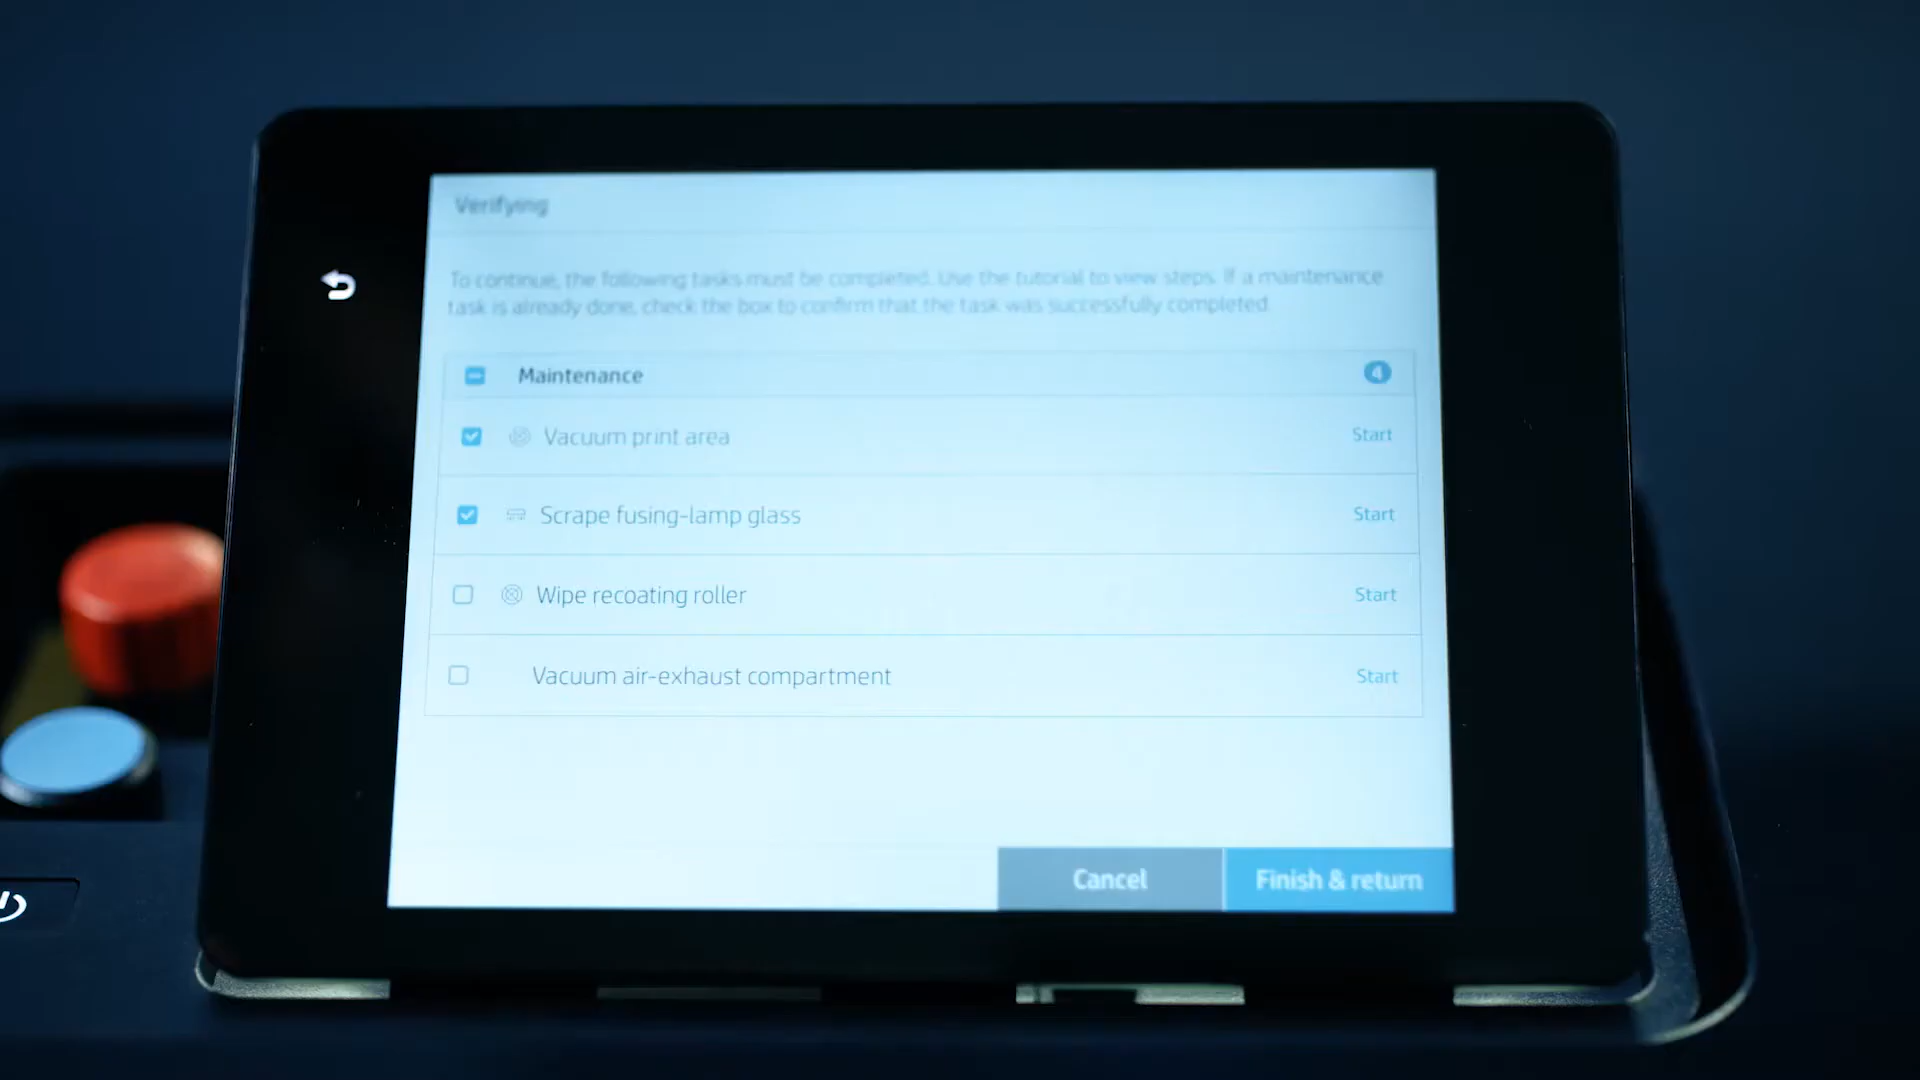 Verifying
To continue, the following tasks must be completed. Use the tutorial to view steps. If a maintenance
task is already done, check the box to confirm that the task was successfully completed.
Maintenance 4
Vacuum print area Start
Scrape fusing-lamp glass Start
Wipe recoating roller Start
Vacuum air-exhaust compartment Start
Cancel Finish & return